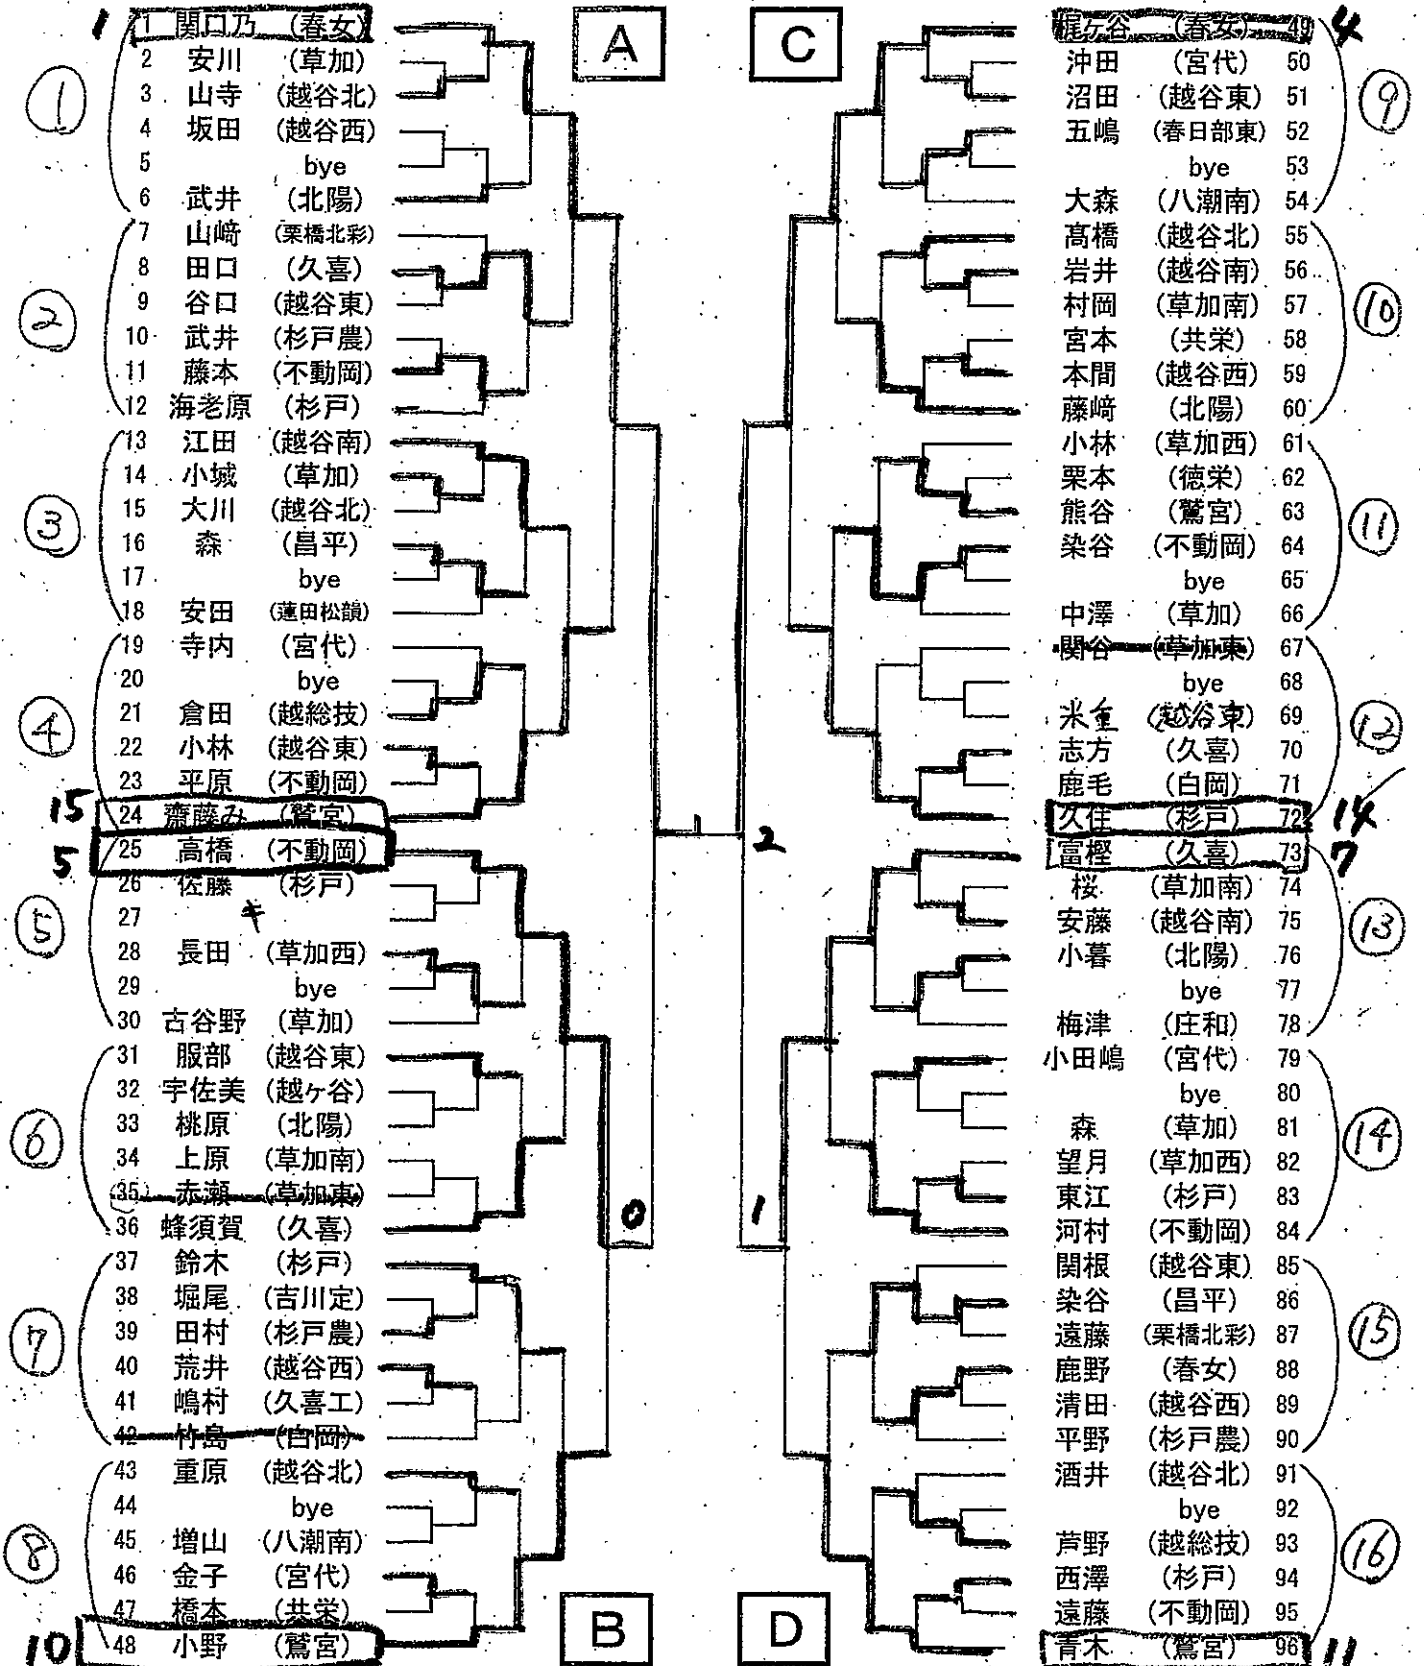 A
C
1
1 関口乃 (春女)
2 安川 (草加)
3 山寺 (越谷北)
4 坂田 (越谷西)
5 bye
6 武井 (北陽)
①
7 山﨑 (栗橋北彩)
8 田口 (久喜)
9 谷口 (越谷東)
10 武井 (杉戸農)
11 藤本 (不動岡)
12 海老原 (杉戸)
②
13 江田 (越谷南)
14 小城 (草加)
15 大川 (越谷北)
16 森 (昌平)
17 bye
18 安田 (蓮田松韻)
③
19 寺内 (宮代)
20 bye
21 倉田 (越総技)
22 小林 (越谷東)
23 平原 (不動岡)
15
24 齋藤み (鷲宮)
④
5
25 高橋 (不動岡)
26 佐藤 (杉戸)
27
28 長田 (草加西)
29 bye
30 古谷野 (草加)
⑤
31 服部 (越谷東)
32 宇佐美 (越ヶ谷)
33 桃原 (北陽)
34 上原 (草加南)
35 赤瀬 (草加東)
36 蜂須賀 (久喜)
⑥
37 鈴木 (杉戸)
38 堀尾 (吉川定)
39 田村 (杉戸農)
40 荒井 (越谷西)
41 嶋村 (久喜工)
42 竹島 (白岡)
⑦
43 重原 (越谷北)
44 bye
45 増山 (八潮南)
46 金子 (宮代)
47 橋本 (共栄)
10
48 小野 (鷲宮)
⑧
2
0
1
B
D
梶ヶ谷 (春女) 49
4
沖田 (宮代) 50
沼田 (越谷東) 51
五嶋 (春日部東) 52
bye 53
大森 (八潮南) 54
⑨
髙橋 (越谷北) 55
岩井 (越谷南) 56
村岡 (草加南) 57
宮本 (共栄) 58
本間 (越谷西) 59
藤﨑 (北陽) 60
⑩
小林 (草加西) 61
栗本 (徳栄) 62
熊谷 (鷲宮) 63
染谷 (不動岡) 64
bye 65
中澤 (草加) 66
⑪
関谷 (草加東) 67
bye 68
(越谷東) 69
志方 (久喜) 70
鹿毛 (白岡) 71
久住 (杉戸) 72
14
⑫
富樫 (久喜) 73
7
桜 (草加南) 74
安藤 (越谷南) 75
小暮 (北陽) 76
bye 77
梅津 (庄和) 78
⑬
小田嶋 (宮代) 79
bye 80
森 (草加) 81
望月 (草加西) 82
東江 (杉戸) 83
河村 (不動岡) 84
⑭
関根 (越谷東) 85
染谷 (昌平) 86
遠藤 (栗橋北彩) 87
鹿野 (春女) 88
清田 (越谷西) 89
平野 (杉戸農) 90
⑮
酒井 (越谷北) 91
bye 92
芦野 (越総技) 93
西澤 (杉戸) 94
遠藤 (不動岡) 95
青木 (鷲宮) 96
11
⑯